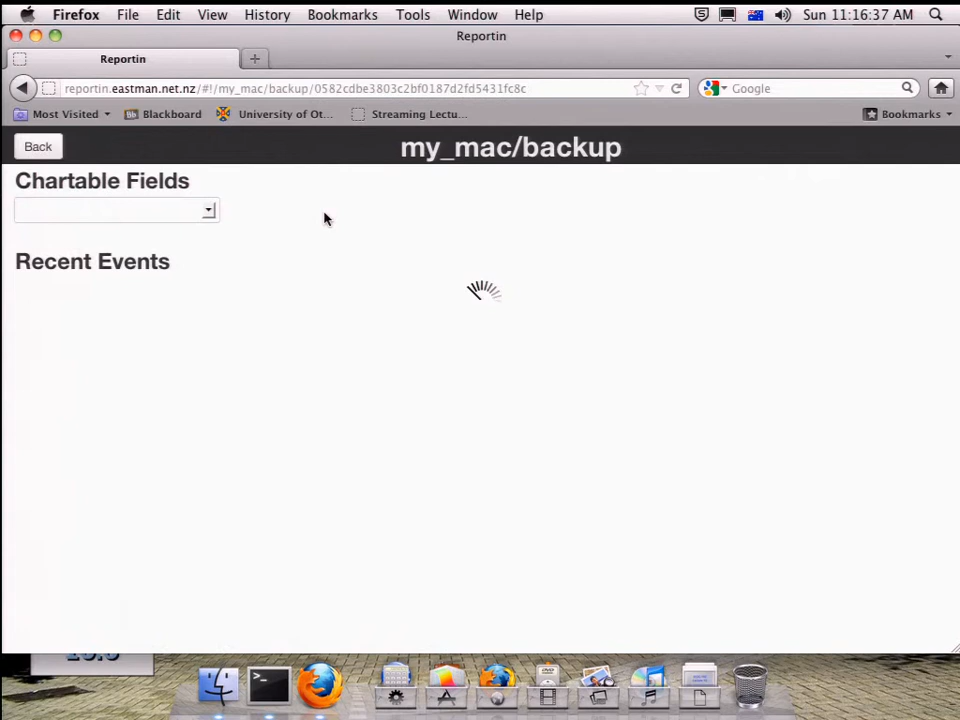 Firefox File Edit View History Bookmarks Tools Window Help Sun 11:16:37 AM
Reportin
Reportin
reportin.eastman.net.nz/#!/my_mac/backup/0582cdbe3803c2bf0187d2fd5431fc8c Google
Most Visited Blackboard University of Ot... Streaming Lectu... Bookmarks
Back my_mac/backup
Chartable Fields
Recent Events